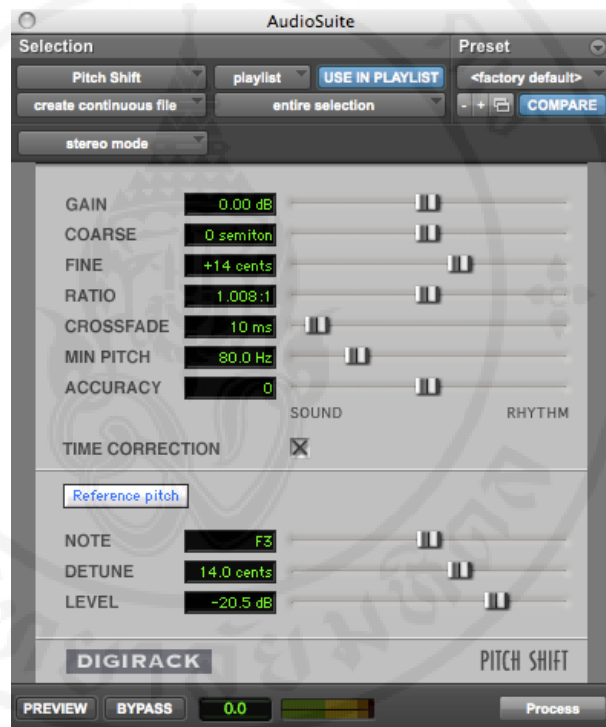 AudioSuite
Selection Preset
Pitch Shift playlist USE IN PLAYLIST <factory default>
create continuous file entire selection - + COMPARE
stereo mode
GAIN 0.00 dB
COARSE 0 semiton
FINE +14 cents
RATIO 1.008:1
CROSSFADE 10 ms
MIN PITCH 80.0 Hz
ACCURACY 0
SOUND RHYTHM
TIME CORRECTION
Reference pitch
NOTE F3
DETUNE 14.0 cents
LEVEL -20.5 dB
DIGIRACK PITCH SHIFT
PREVIEW BYPASS 0.0 Process